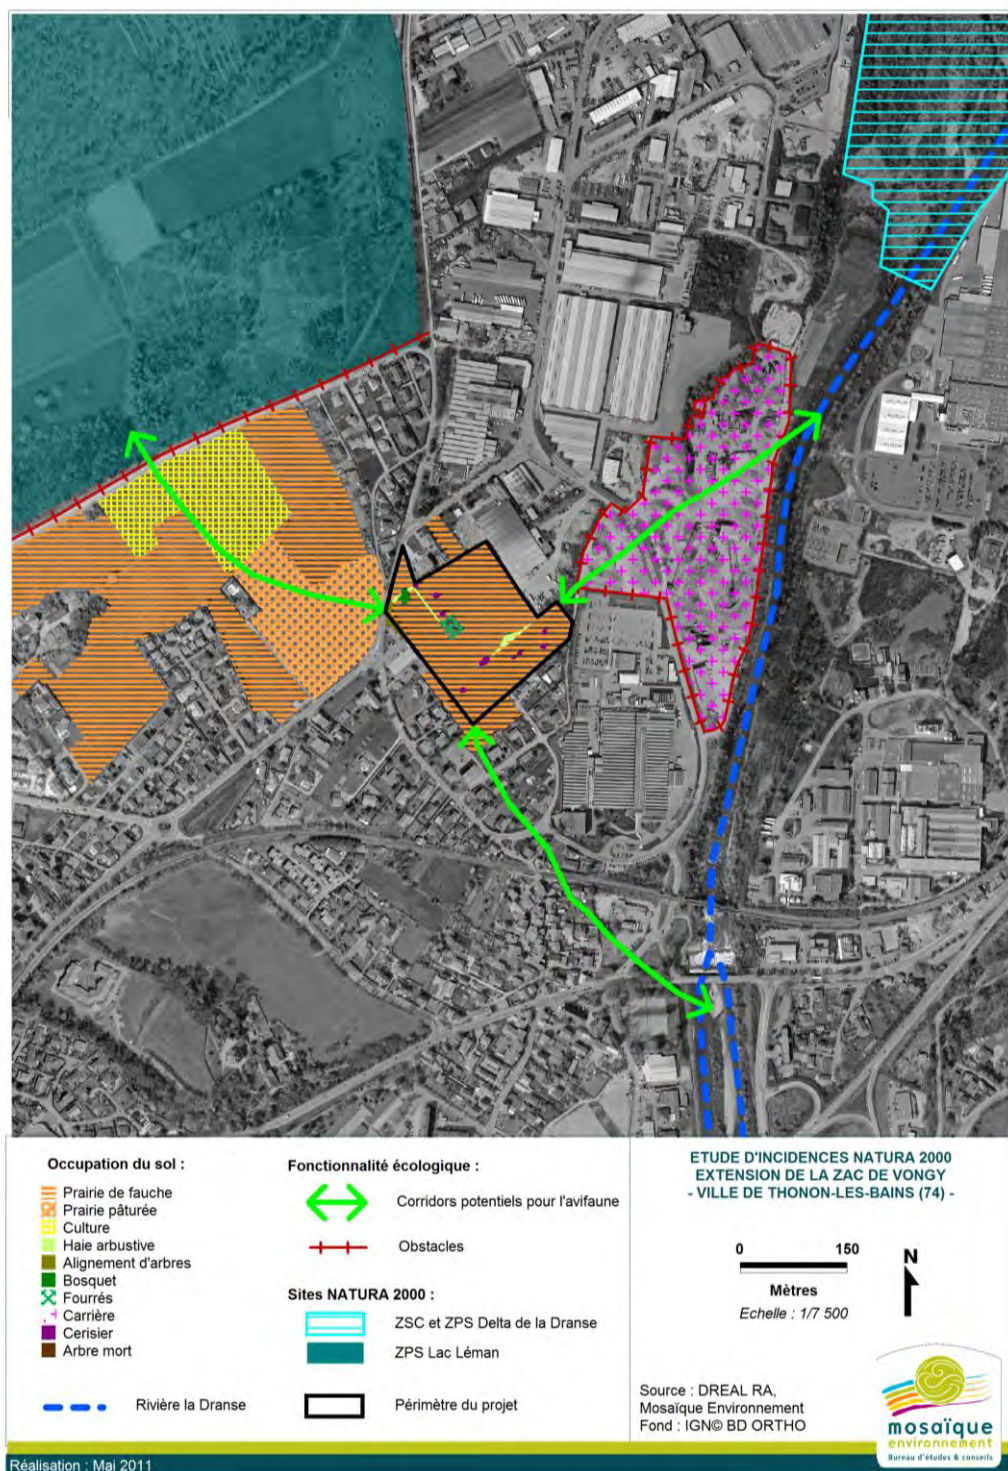 Occupation du sol :
Prairie de fauche
Prairie pâturée
Culture
Haie arbustive
Alignement d'arbres
Bosquet
Fourrés
Carrière
Cerisier
Arbre mort
Rivière la Dranse
Fonctionnalité écologique :
Corridors potentiels pour l'avifaune
Obstacles
Sites NATURA 2000 :
ZSC et ZPS Delta de la Dranse
ZPS Lac Léman
Périmètre du projet
ETUDE D'INCIDENCES NATURA 2000
EXTENSION DE LA ZAC DE VONGY
- VILLE DE THONON-LES-BAINS (74) -
0 150
Mètres
Echelle : 1/7 500
N
Source : DREAL RA,
Mosaïque Environnement
Fond : IGN© BD ORTHO
mosaïque
environnement
Bureau d'études & conseils
Réalisation : Mai 2011